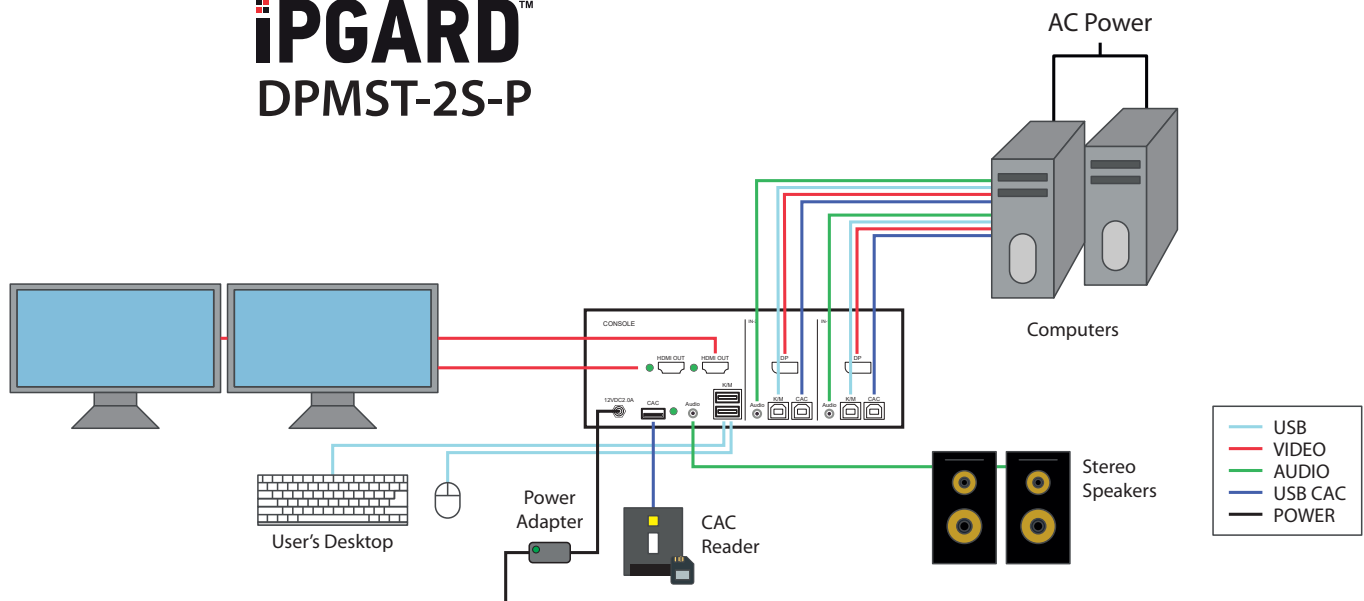 iPGARD™
DPMST-2S-P
AC Power
Computers
CONSOLE
HDMI OUT
HDMI OUT
K/M
12VDC2.0A
CAC
Audio
DP
Audio
K/M
CAC
DP
Audio
K/M
CAC
User's Desktop
Power
Adapter
CAC
Reader
Stereo
Speakers
USB
VIDEO
AUDIO
USB CAC
POWER